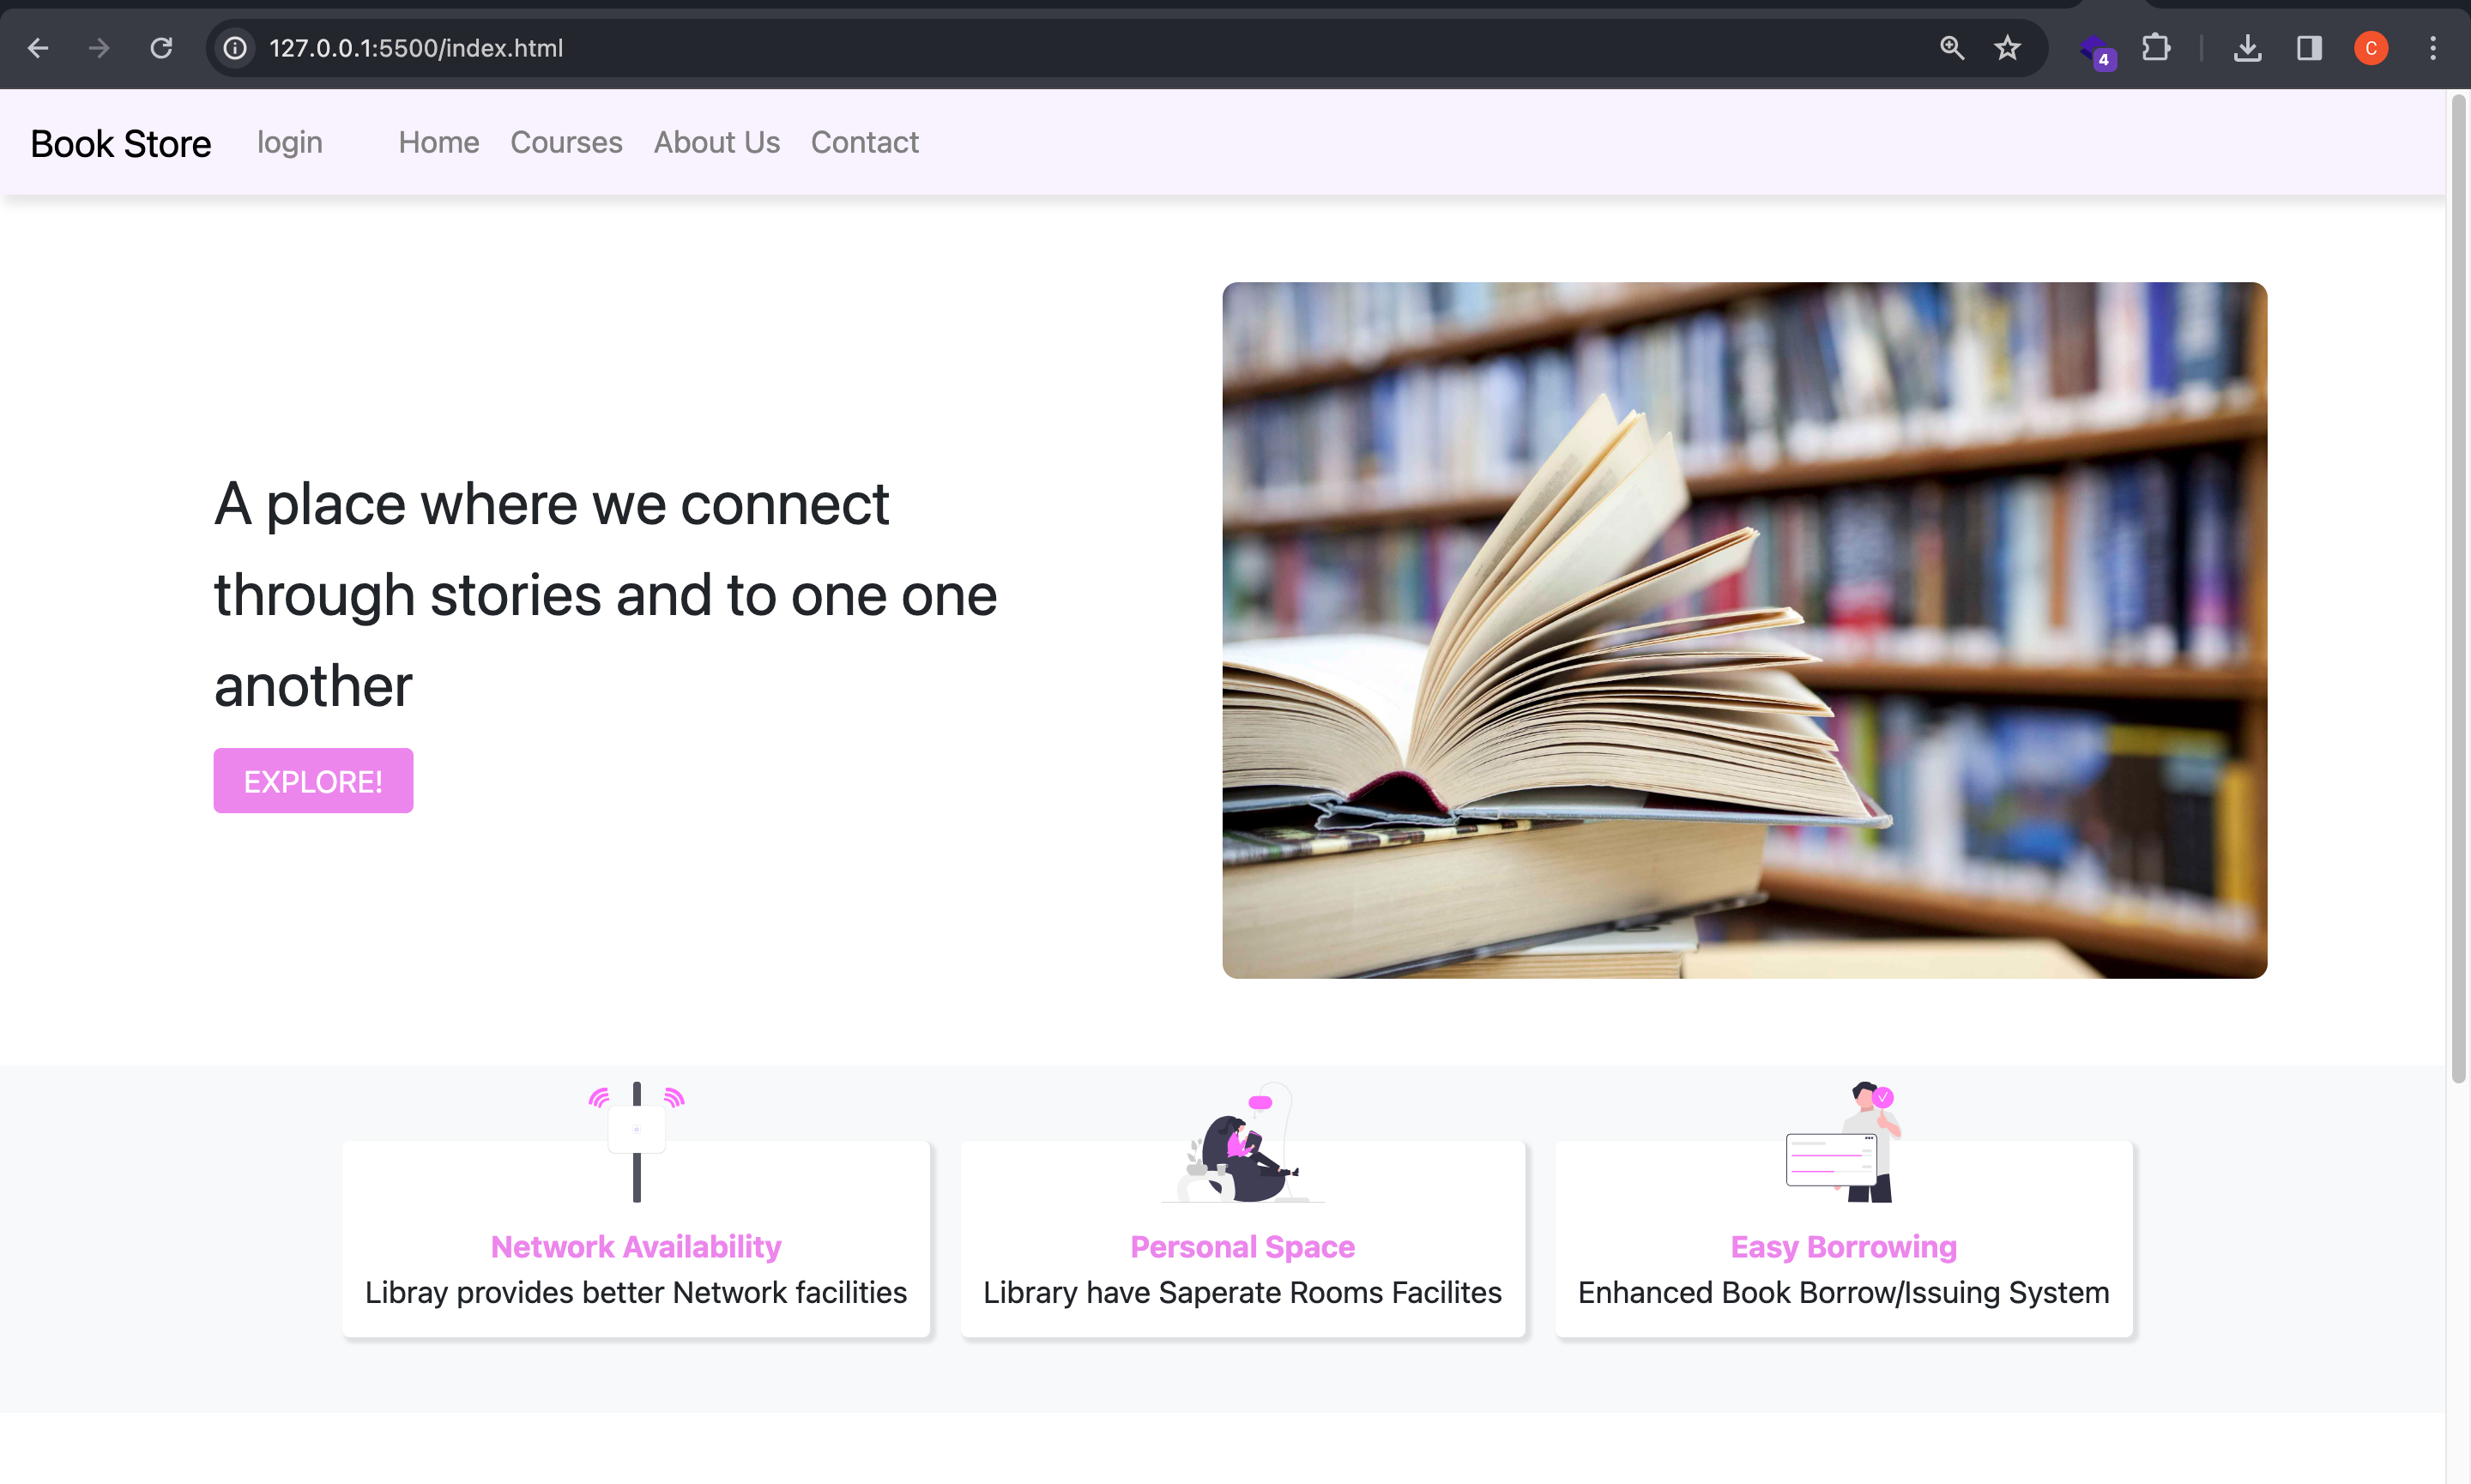 127.0.0.1:5500/index.html
4
C
Book Store login Home Courses About Us Contact
A place where we connect
through stories and to one one
another
EXPLORE!
Network Availability
Libray provides better Network facilities
Personal Space
Library have Saperate Rooms Facilites
Easy Borrowing
Enhanced Book Borrow/Issuing System